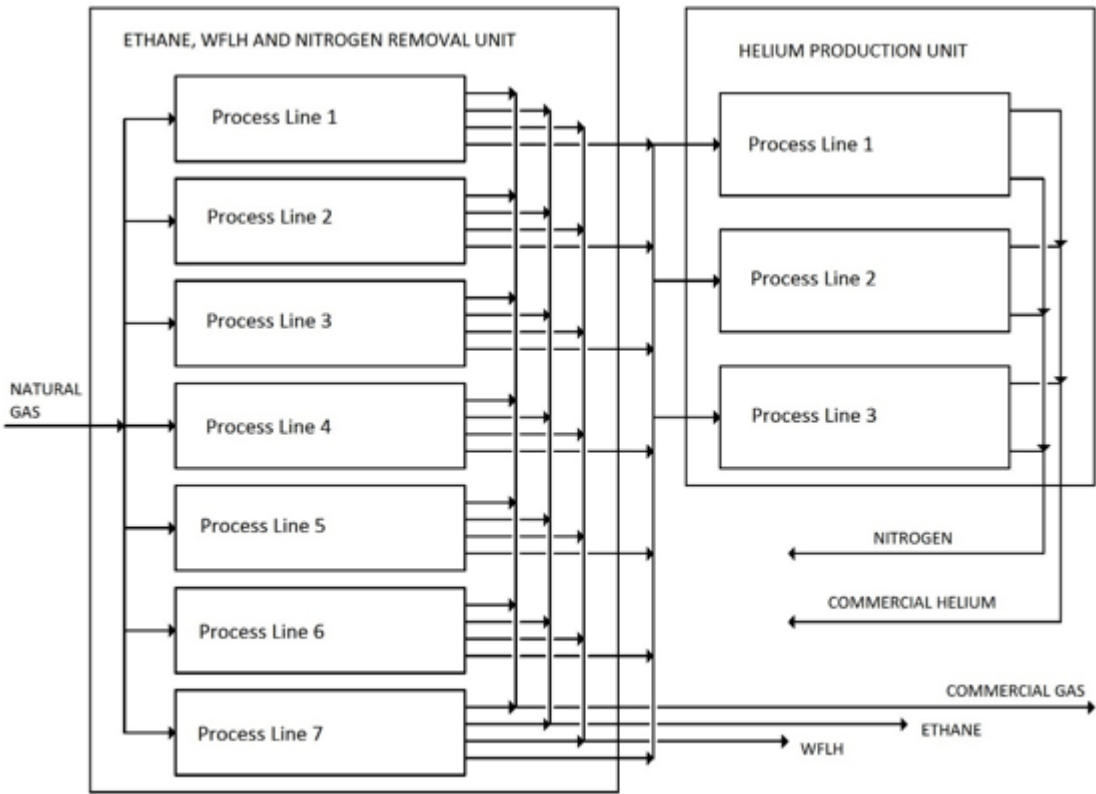 ETHANE, WFLH AND NITROGEN REMOVAL UNIT
Process Line 1
Process Line 2
Process Line 3
Process Line 4
Process Line 5
Process Line 6
Process Line 7
NATURAL
GAS
HELIUM PRODUCTION UNIT
Process Line 1
Process Line 2
Process Line 3
NITROGEN
COMMERCIAL HELIUM
COMMERCIAL GAS
ETHANE
WFLH